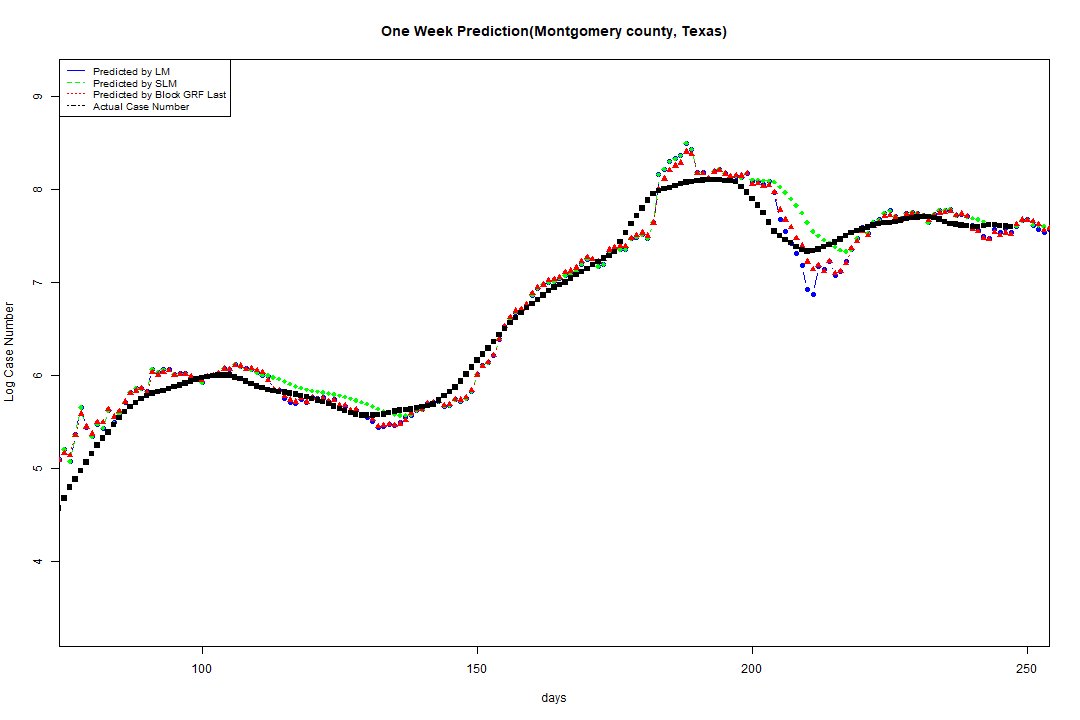 One Week Prediction(Montgomery county, Texas)
Predicted by LM
Predicted by SLM
Predicted by Block GRF Last
Actual Case Number
9
8
7
6
5
4
Log Case Number
100 150 200 250
days